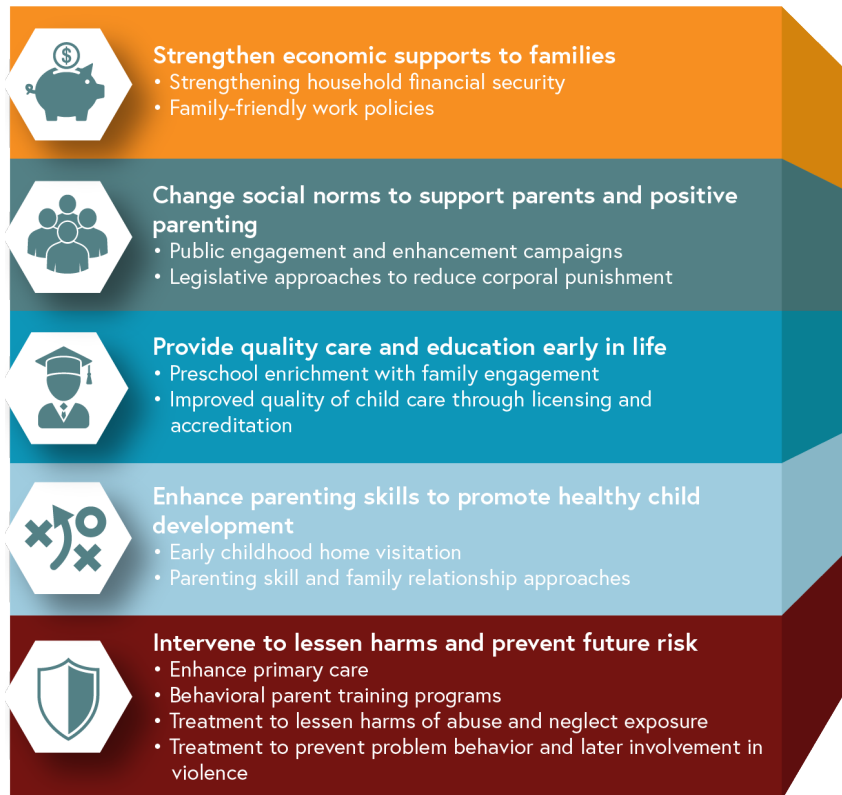 $
Strengthen economic supports to families
• Strengthening household financial security
• Family-friendly work policies
Change social norms to support parents and positive
parenting
• Public engagement and enhancement campaigns
• Legislative approaches to reduce corporal punishment
Provide quality care and education early in life
• Preschool enrichment with family engagement
• Improved quality of child care through licensing and
accreditation
Enhance parenting skills to promote healthy child
development
• Early childhood home visitation
• Parenting skill and family relationship approaches
Intervene to lessen harms and prevent future risk
• Enhance primary care
• Behavioral parent training programs
• Treatment to lessen harms of abuse and neglect exposure
• Treatment to prevent problem behavior and later involvement in
violence